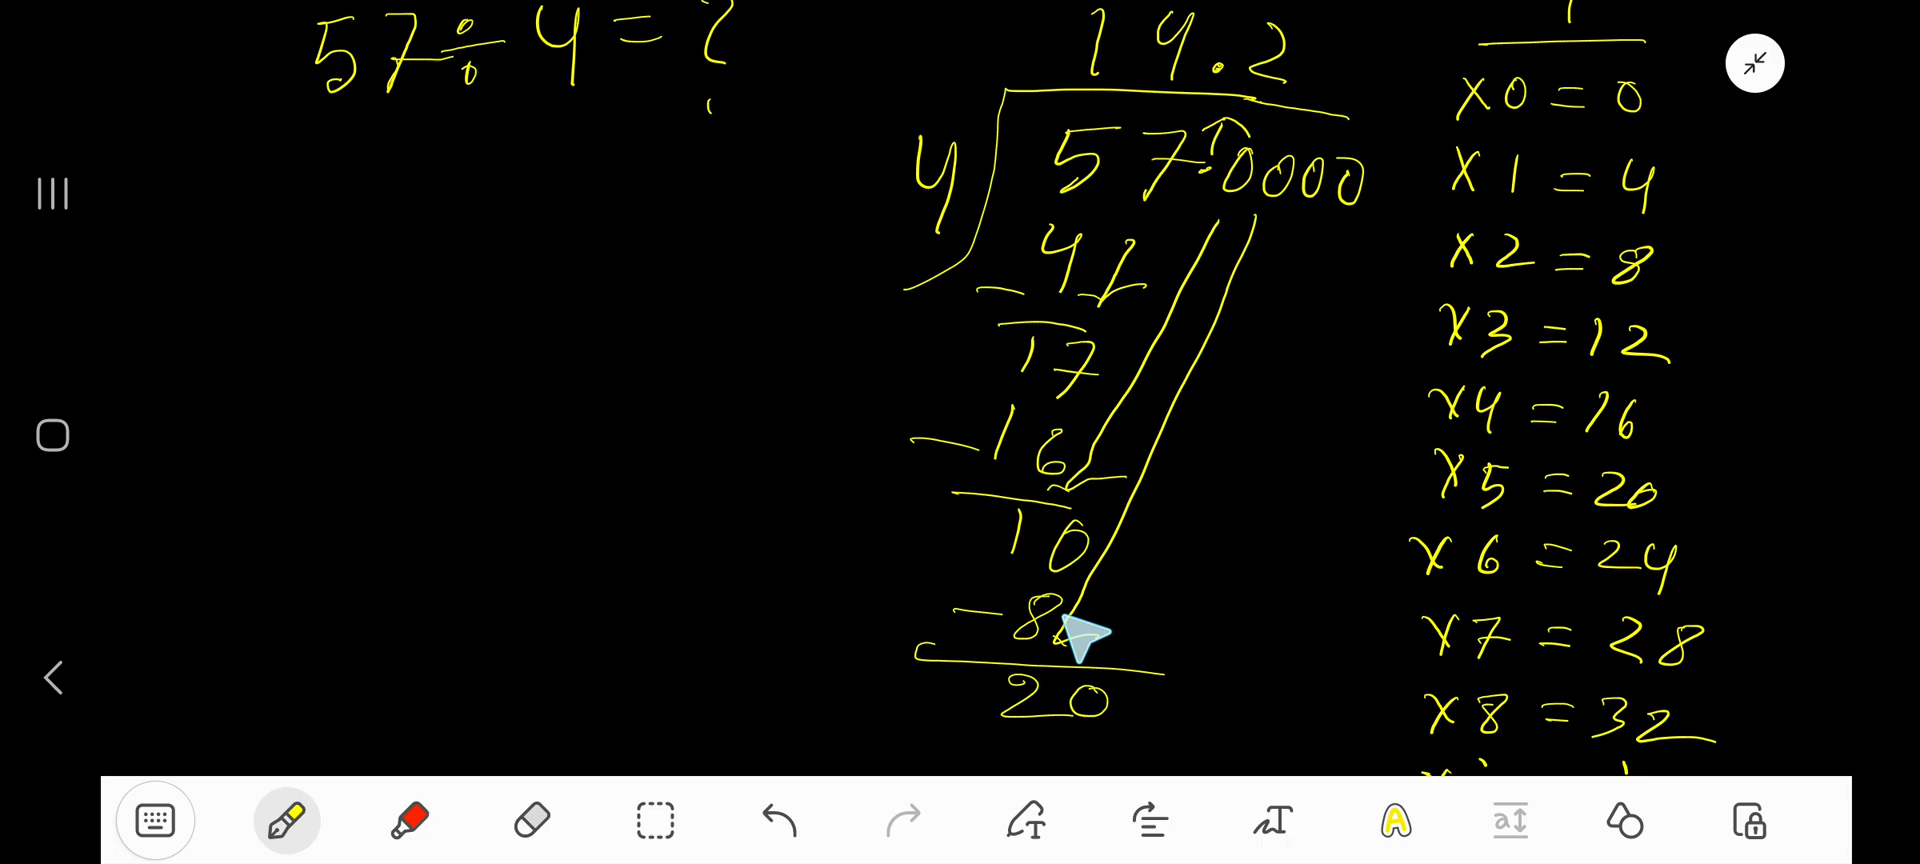 57 ÷ 4 = ?
14.2
4 57.0000
- 4
17
- 16
10
- 8
20
x0 = 0
x1 = 4
x2 = 8
x3 = 12
x4 = 16
x5 = 20
x6 = 24
x7 = 28
x8 = 32